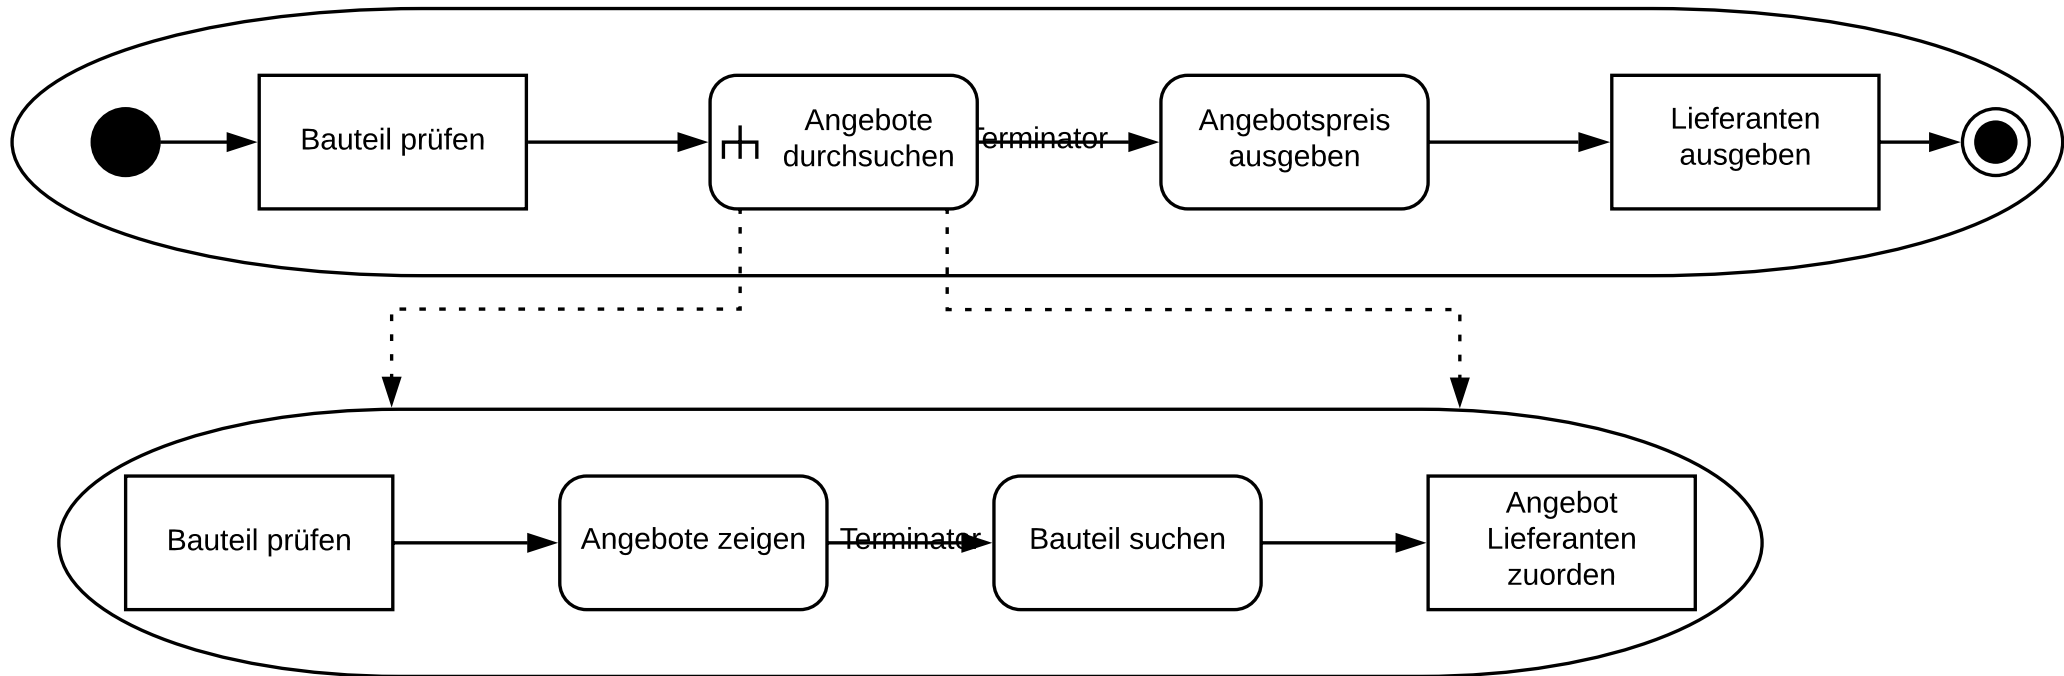 Bauteil prüfen
Angebote
durchsuchen
Terminator
Angebotspreis
ausgeben
Lieferanten
ausgeben
Bauteil prüfen
Angebote zeigen
Terminator
Bauteil suchen
Angebot
Lieferanten
zuorden